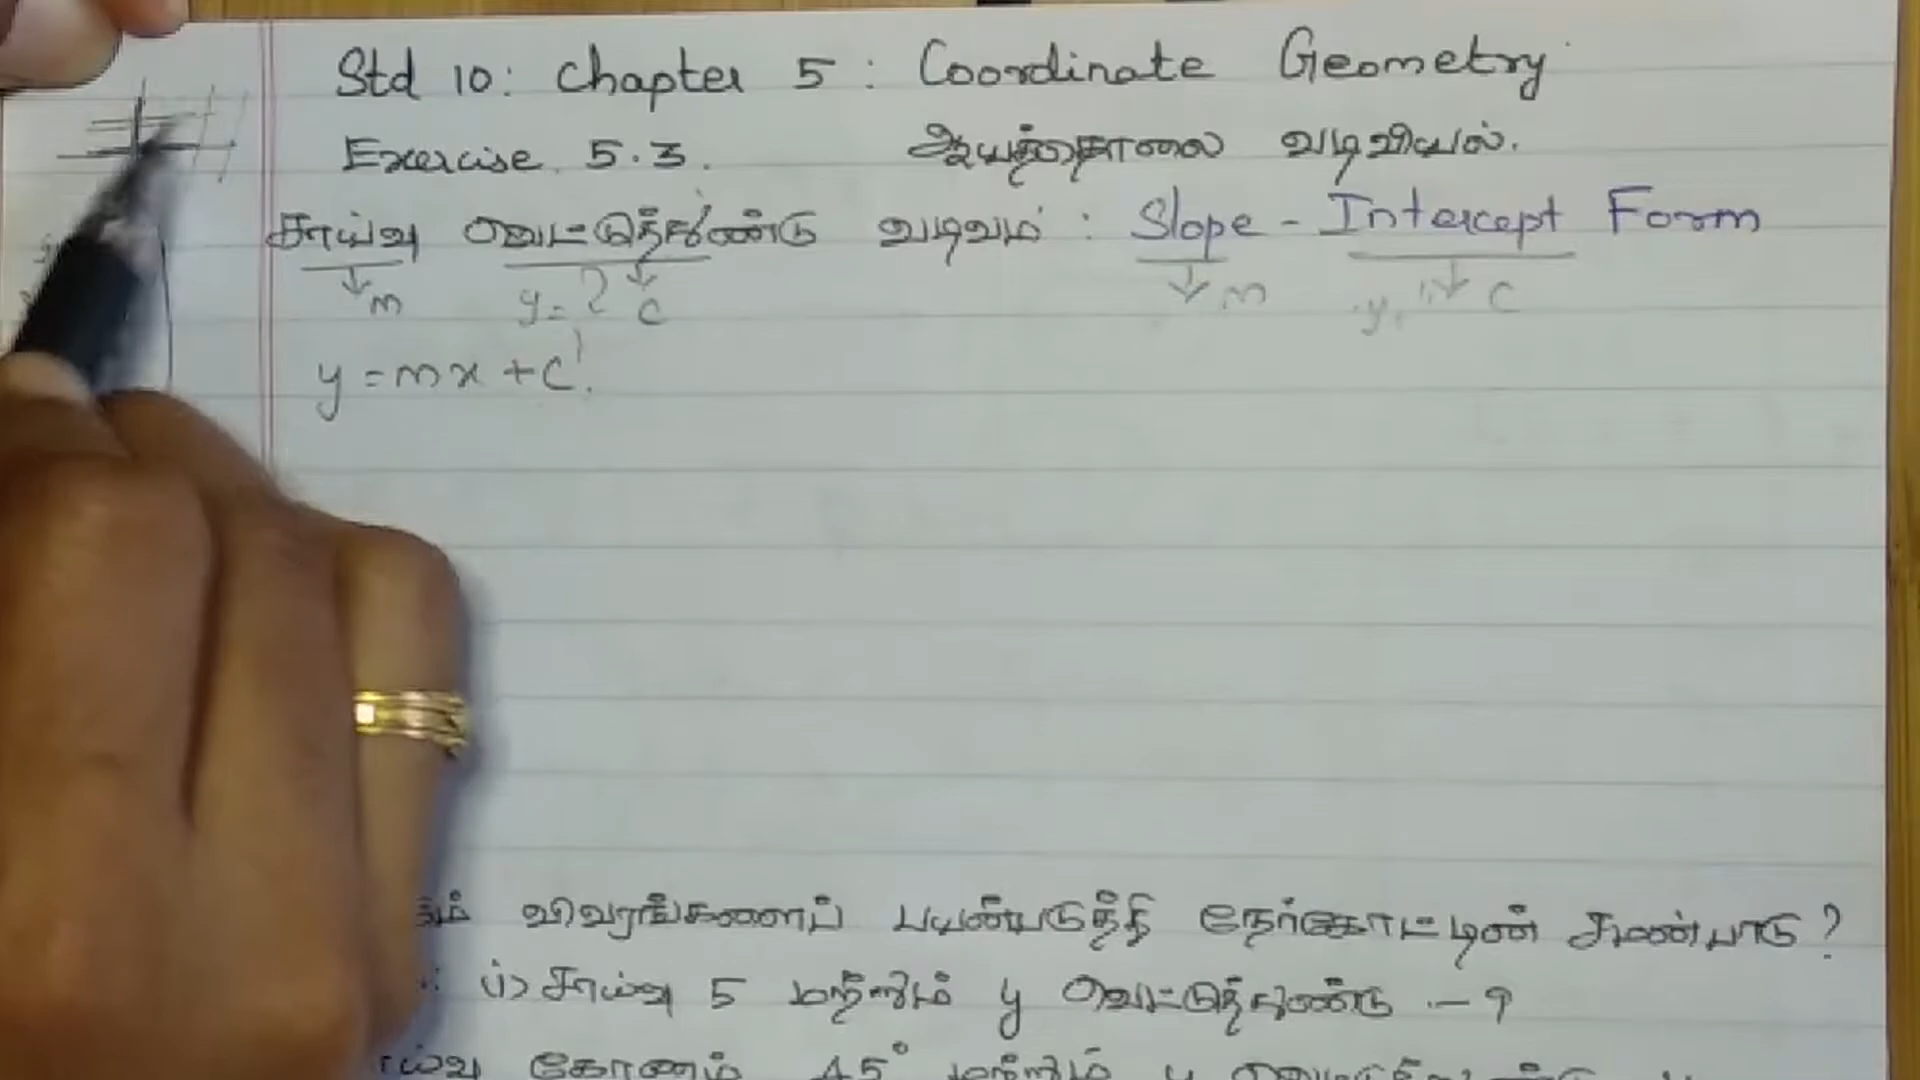 Std 10: Chapter 5: Coordinate Geometry
Exercise 5.3. ஆயத்தொலை வடிவியல்.
சாய்வு வெட்டுத்துண்டு வடிவம் : Slope - Intercept Form
m y = c m y c
y = mx + c
விவரங்களைப் பயன்படுத்தி நேர்கோட்டின் சமன்பாடு?
i) சாய்வு 5 மற்றும் y வெட்டுத்துண்டு - 9
கோணம் 45° மற்றும் y